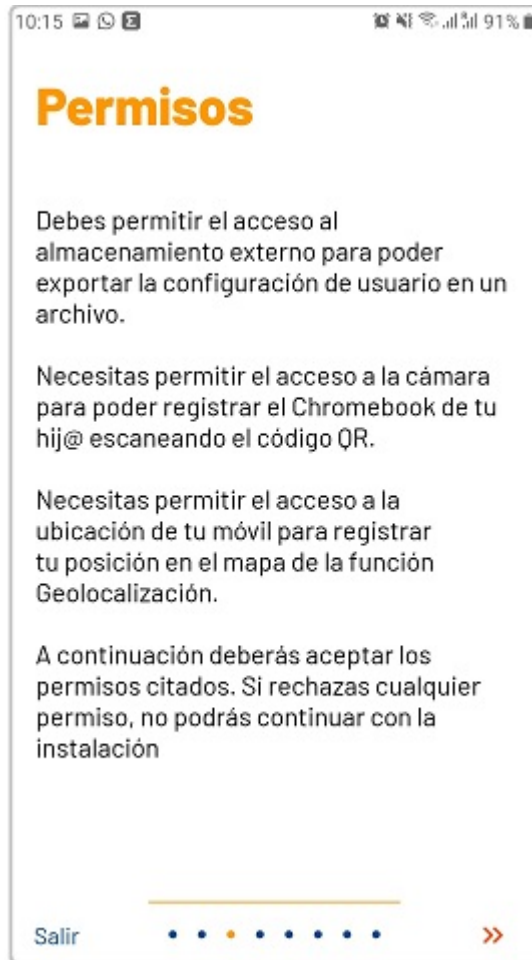 10:15
91%
Permisos
Debes permitir el acceso al
almacenamiento externo para poder
exportar la configuración de usuario en un
archivo.
Necesitas permitir el acceso a la cámara
para poder registrar el Chromebook de tu
hij@ escaneando el código QR.
Necesitas permitir el acceso a la
ubicación de tu móvil para registrar
tu posición en el mapa de la función
Geolocalización.
A continuación deberás aceptar los
permisos citados. Si rechazas cualquier
permiso, no podrás continuar con la
instalación
Salir